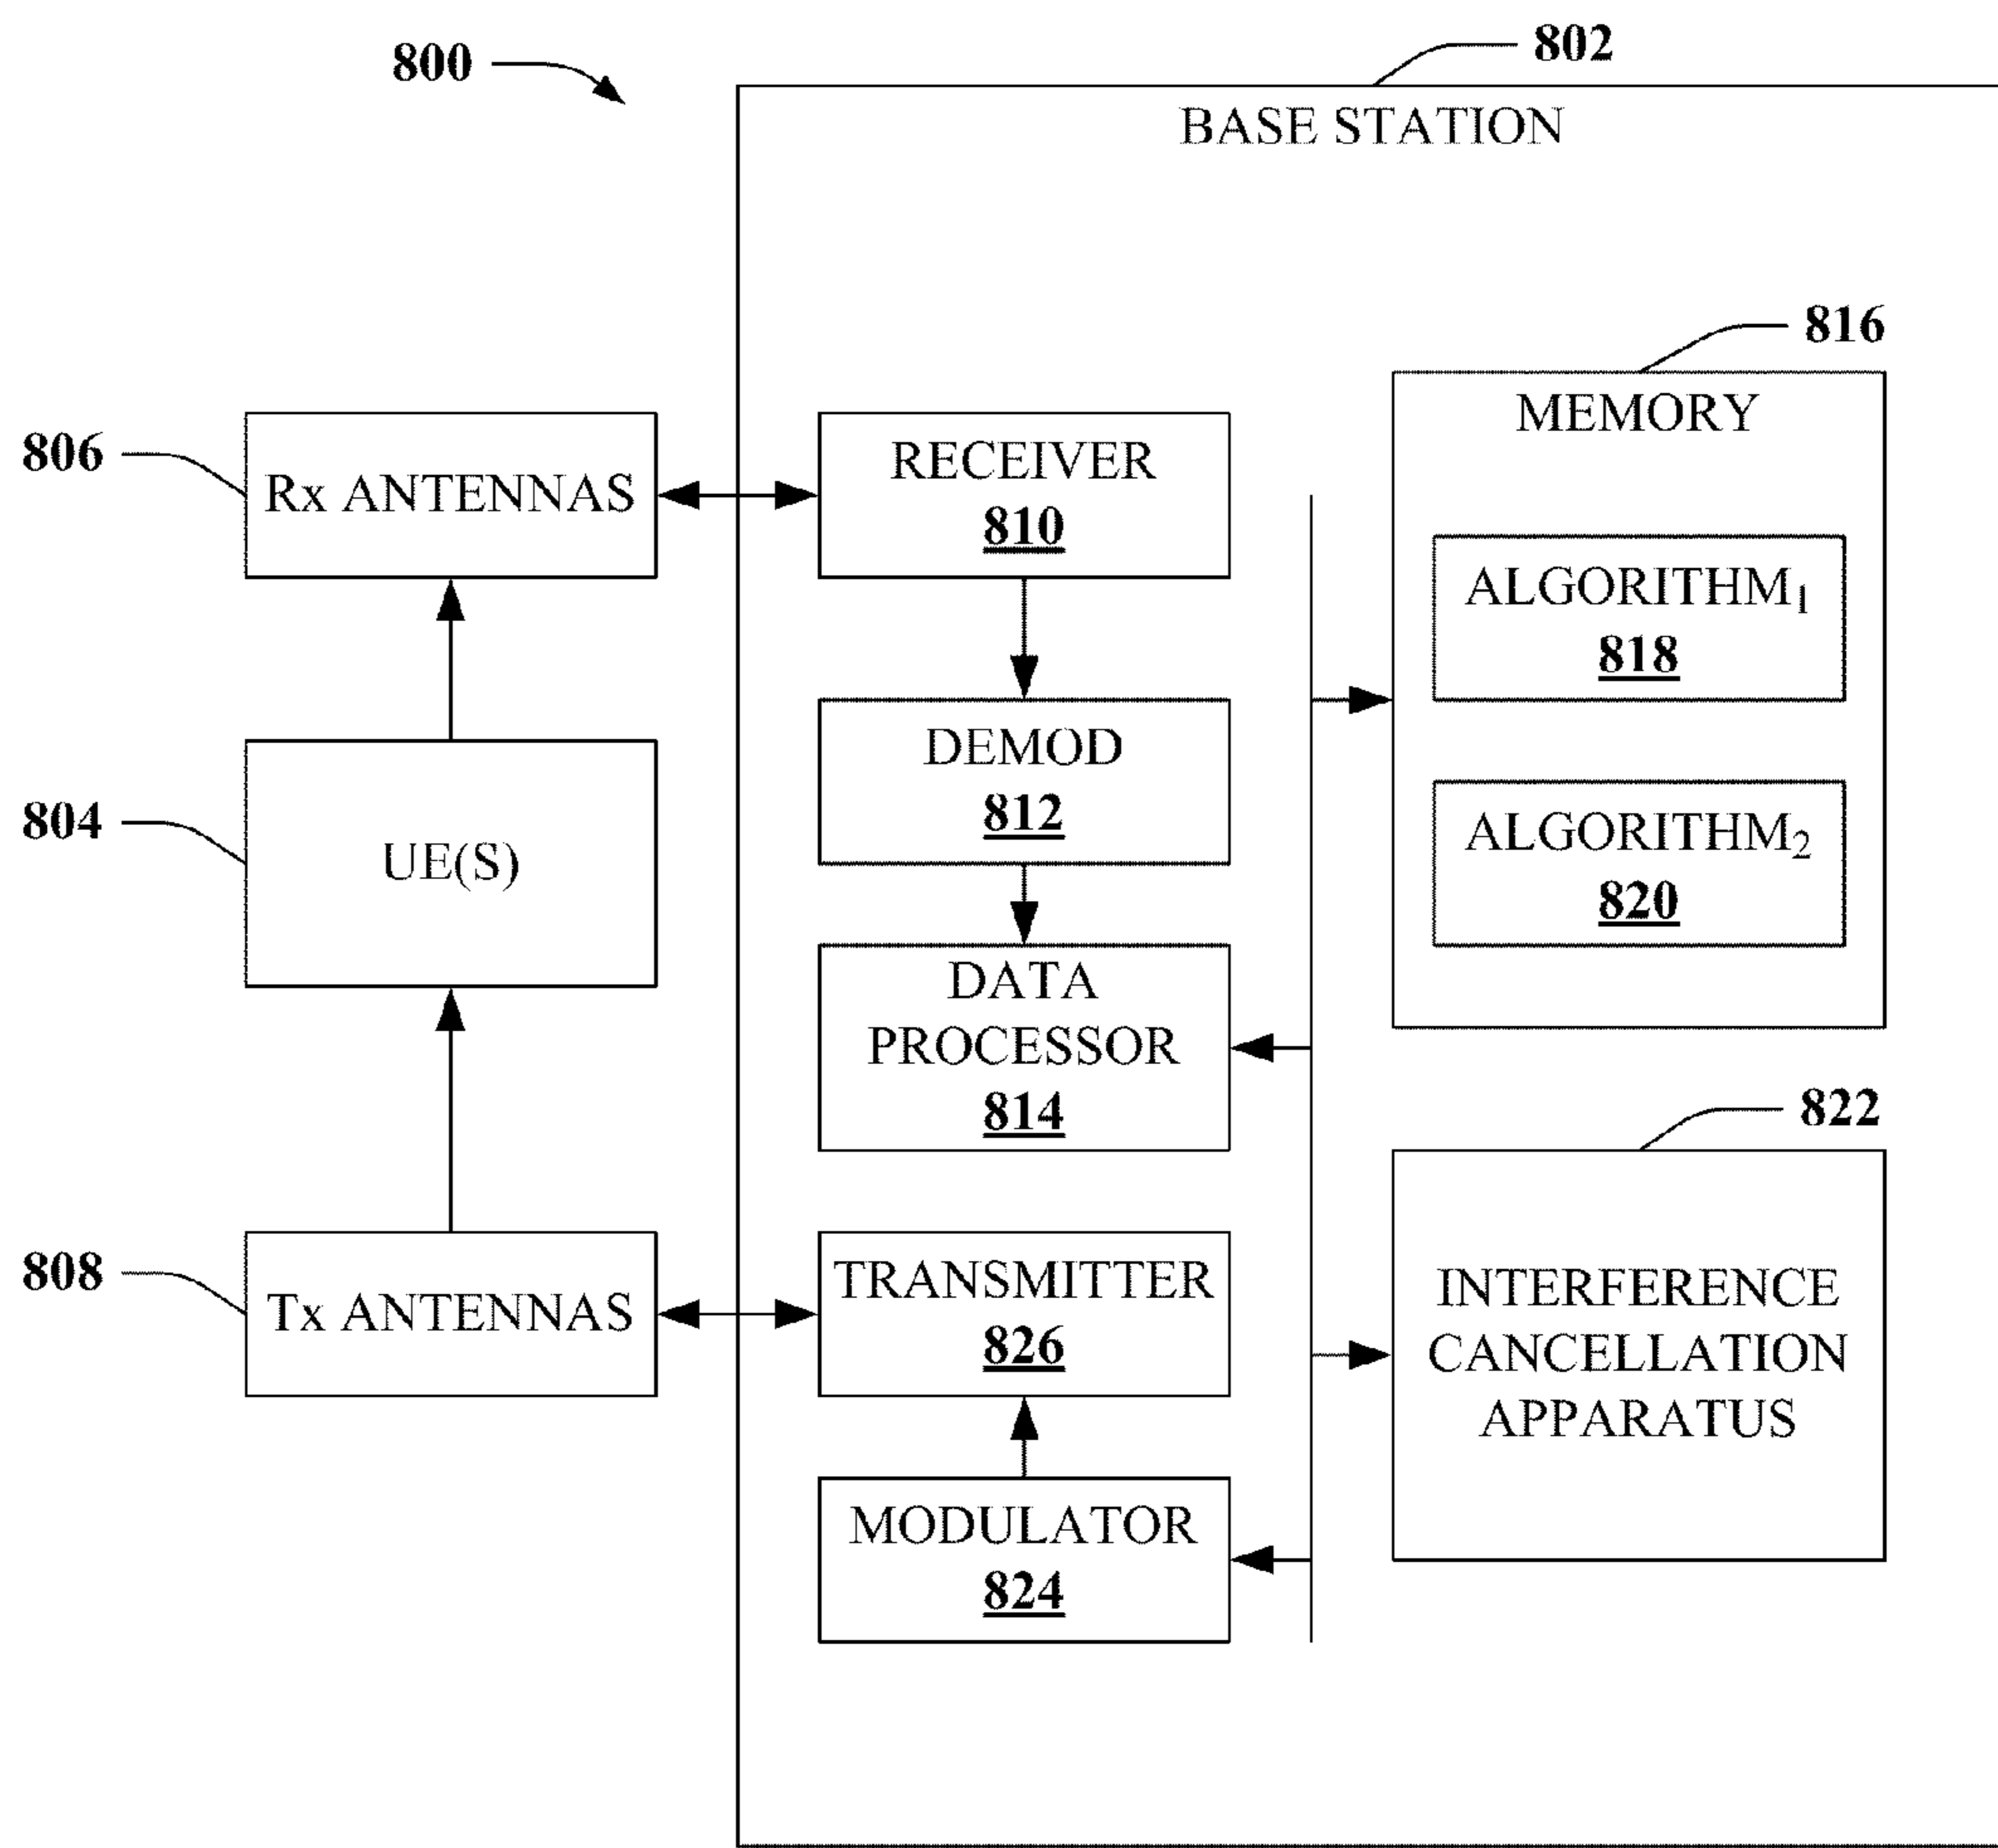 800
802
BASE STATION
816
MEMORY
806
Rx ANTENNAS
RECEIVER
810
ALGORITHM1
818
804
UE(S)
DEMOD
812
ALGORITHM2
820
DATA
PROCESSOR
814
822
808
Tx ANTENNAS
TRANSMITTER
826
INTERFERENCE
CANCELLATION
APPARATUS
MODULATOR
824